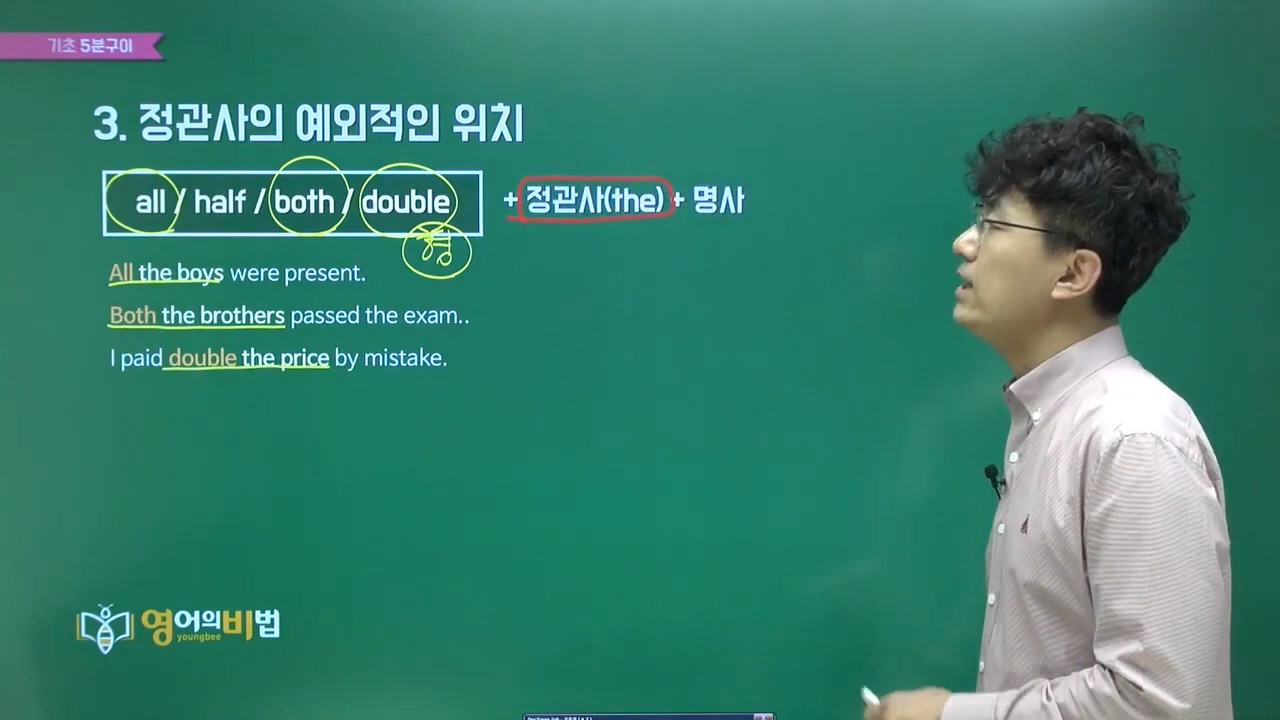 기초 5분구이
3. 정관사의 예외적인 위치
all / half / both / double + 정관사(the) + 명사
All the boys were present.
Both the brothers passed the exam..
I paid double the price by mistake.
영어의비법
youngbee